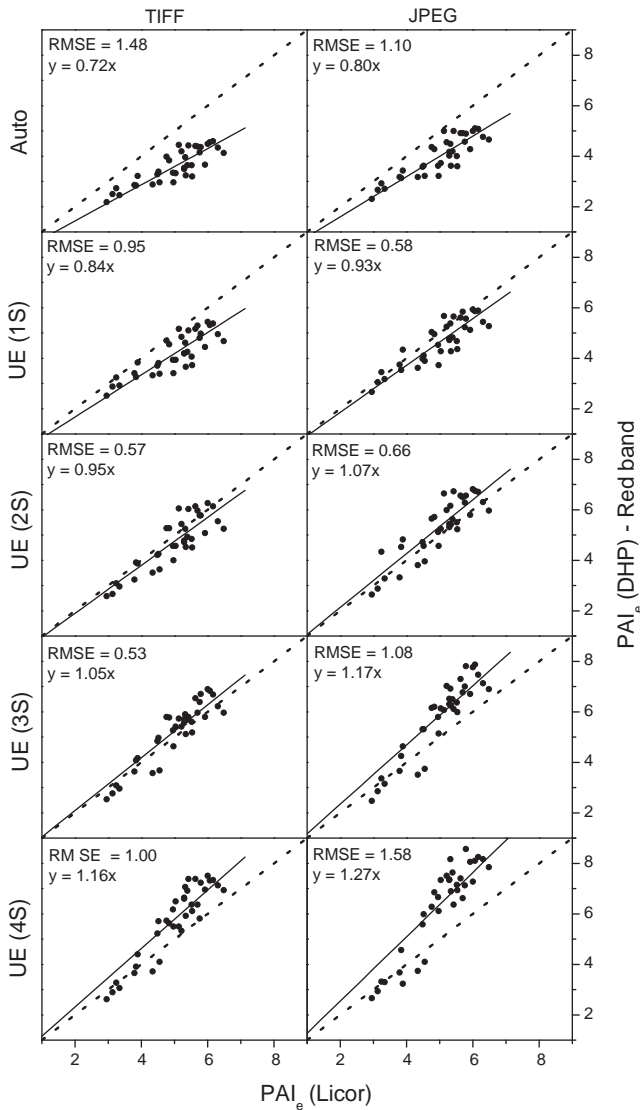 TIFF
JPEG
Auto
RMSE = 1.48
y = 0.72x
RMSE = 1.10
y = 0.80x
8
6
4
2
UE (1S)
RMSE = 0.95
y = 0.84x
RMSE = 0.58
y = 0.93x
8
6
4
2
UE (2S)
RMSE = 0.57
y = 0.95x
RMSE = 0.66
y = 1.07x
8
6
4
2
UE (3S)
RMSE = 0.53
y = 1.05x
RMSE = 1.08
y = 1.17x
8
6
4
2
UE (4S)
RM SE = 1.00
y = 1.16x
RMSE = 1.58
y = 1.27x
8
6
4
2
PAIe (DHP) - Red band
2 4 6 8 2 4 6 8
PAIe (Licor)